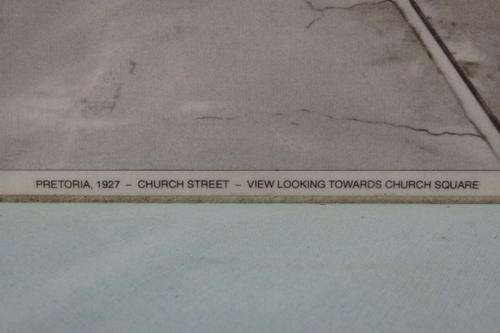 PRETORIA, 1927 – CHURCH STREET – VIEW LOOKING TOWARDS CHURCH SQUARE